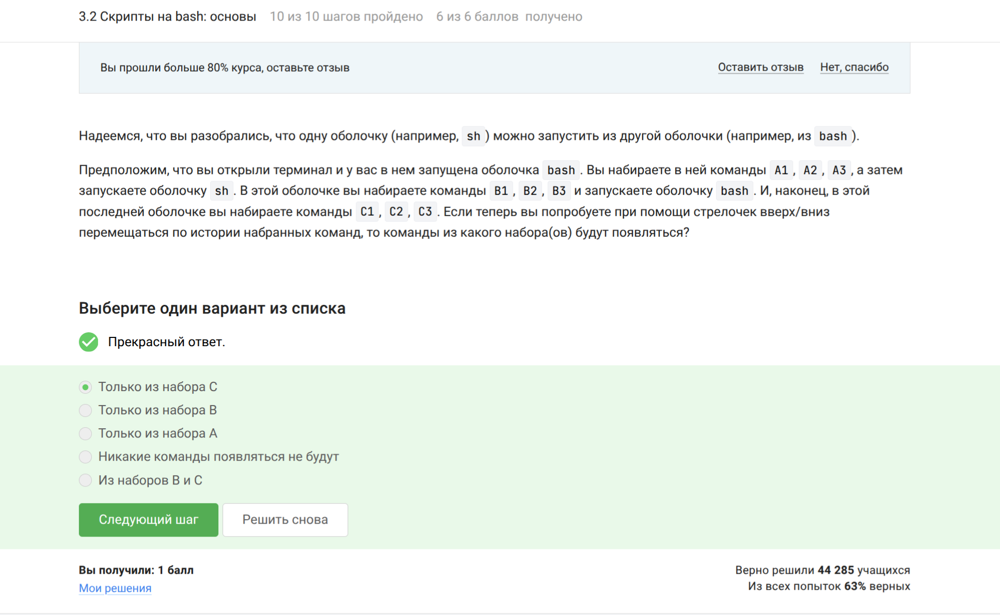 3.2 Скрипты на bash: основы 10 из 10 шагов пройдено 6 из 6 баллов получено
Вы прошли больше 80% курса, оставьте отзыв Оставить отзыв Нет, спасибо
Надеемся, что вы разобрались, что одну оболочку (например, sh ) можно запустить из другой оболочки (например, из bash ).
Предположим, что вы открыли терминал и у вас в нем запущена оболочка bash . Вы набираете в ней команды A1 , A2 , A3 , а затем
запускаете оболочку sh . В этой оболочке вы набираете команды B1 , B2 , B3 и запускаете оболочку bash . И, наконец, в этой
последней оболочке вы набираете команды C1 , C2 , C3 . Если теперь вы попробуете при помощи стрелочек вверх/вниз
перемещаться по истории набранных команд, то команды из какого набора(ов) будут появляться?
Выберите один вариант из списка
Прекрасный ответ.
Только из набора C
Только из набора B
Только из набора A
Никакие команды появляться не будут
Из наборов B и C
Следующий шаг Решить снова
Вы получили: 1 балл
Мои решения
Верно решили 44 285 учащихся
Из всех попыток 63% верных